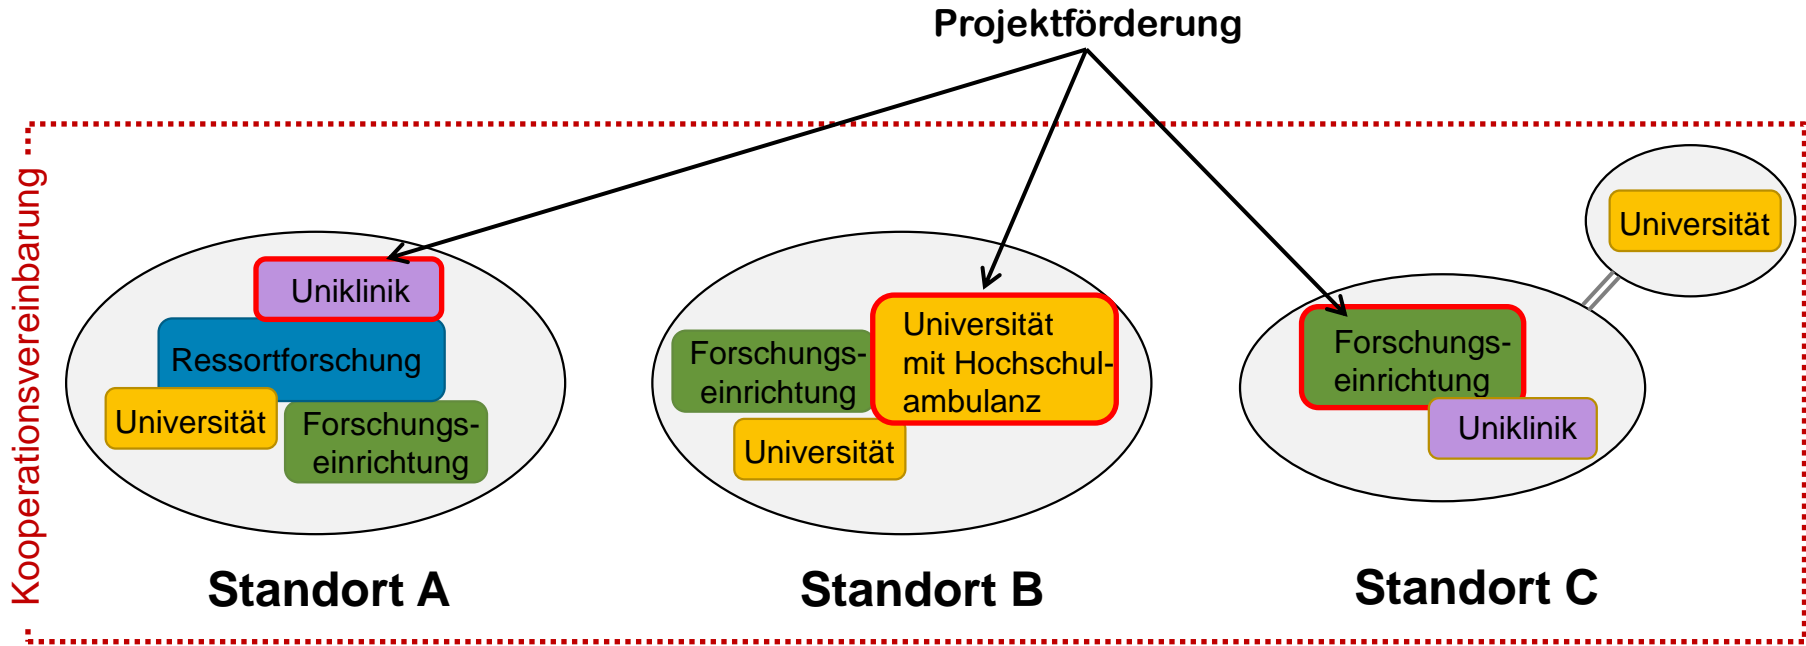 Projektförderung
Kooperationsvereinbarung
Uniklinik
Ressortforschung
Universität
Forschungs-
einrichtung
Standort A
Forschungs-
einrichtung
Universität
mit Hochschul-
ambulanz
Universität
Standort B
Universität
Forschungs-
einrichtung
Uniklinik
Standort C